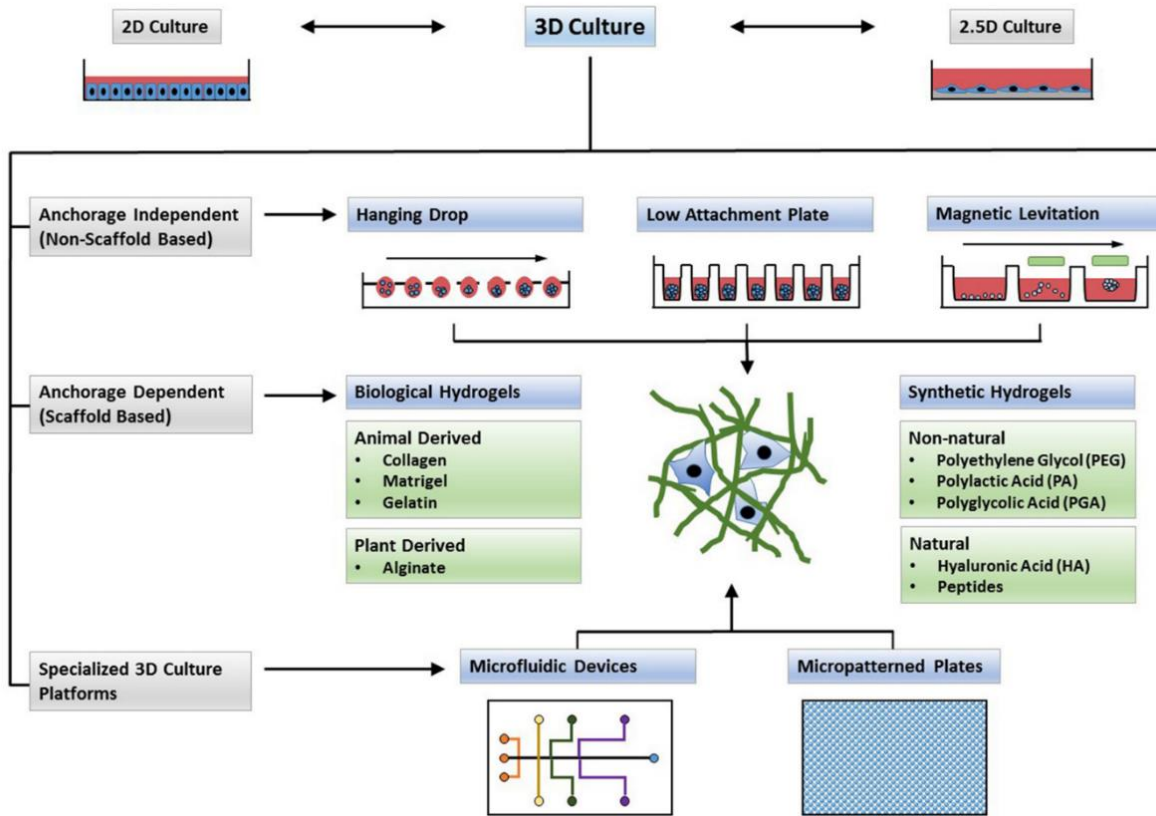 2D Culture
3D Culture
2.5D Culture
Anchorage Independent
(Non-Scaffold Based)
Hanging Drop
Low Attachment Plate
Magnetic Levitation
Anchorage Dependent
(Scaffold Based)
Biological Hydrogels
Animal Derived
• Collagen
• Matrigel
• Gelatin
Plant Derived
• Alginate
Synthetic Hydrogels
Non-natural
• Polyethylene Glycol (PEG)
• Polylactic Acid (PA)
• Polyglycolic Acid (PGA)
Natural
• Hyaluronic Acid (HA)
• Peptides
Specialized 3D Culture
Platforms
Microfluidic Devices
Micropatterned Plates